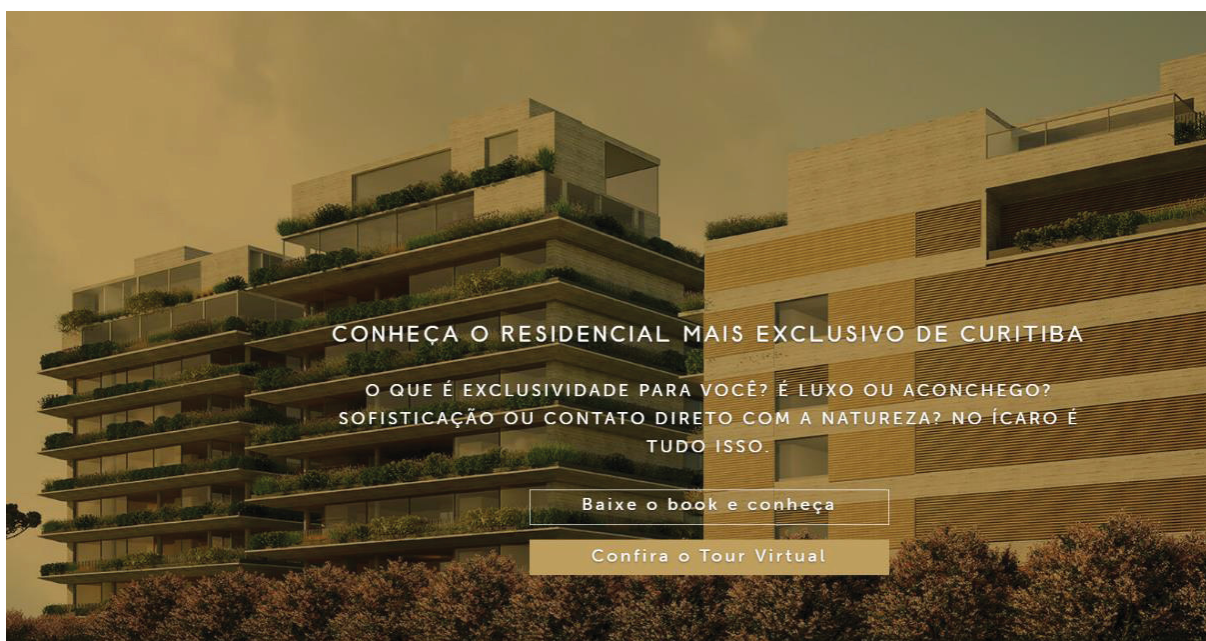 CONHEÇA O RESIDENCIAL MAIS EXCLUSIVO DE CURITIBA
O QUE É EXCLUSIVIDADE PARA VOCÊ? É LUXO OU ACONCHEGO?
SOFISTICAÇÃO OU CONTATO DIRETO COM A NATUREZA? NO ÍCARO É
TUDO ISSO.
Baixe o book e conheça
Confira o Tour Virtual